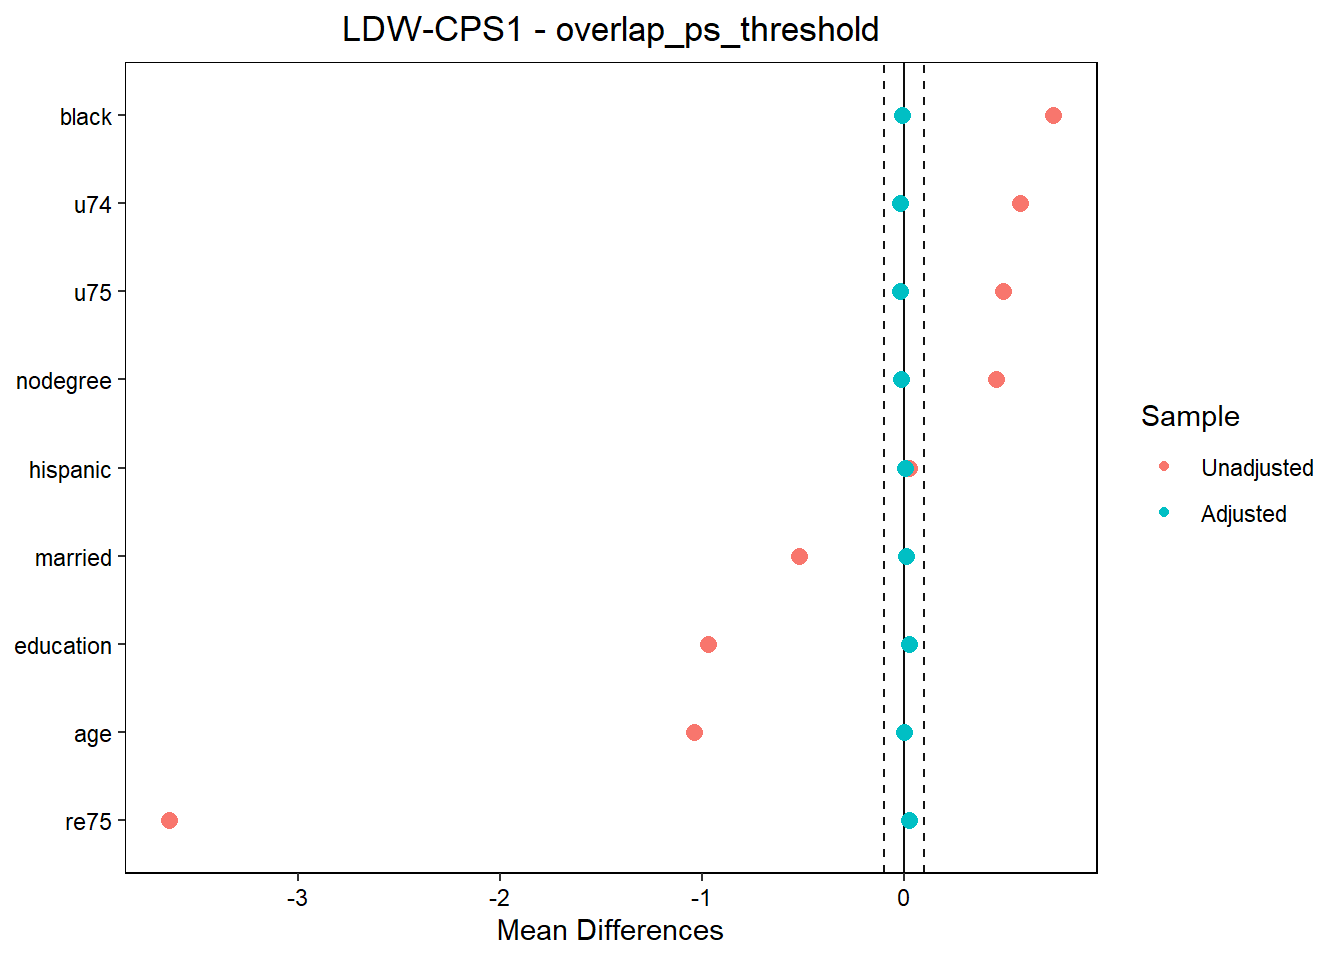 LDW-CPS1 - overlap_ps_threshold
black
u74
u75
nodegree
hispanic
married
education
age
re75
-3 -2 -1 0
Mean Differences
Sample
Unadjusted
Adjusted